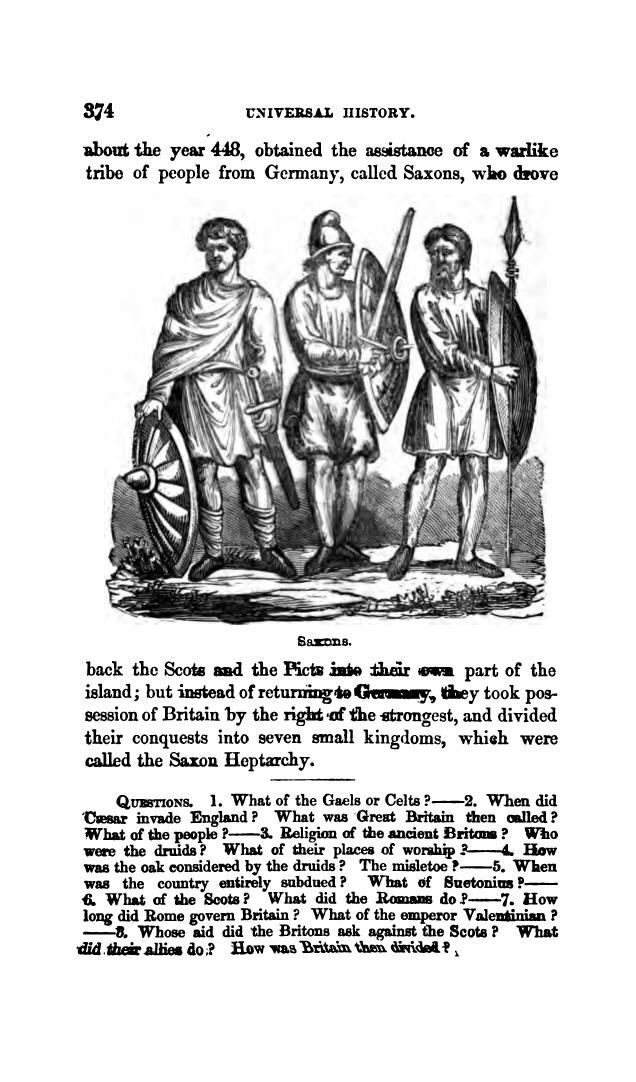 374 UNIVERSAL HISTORY.
about the year 448, obtained the assistance of a warlike
tribe of people from Germany, called Saxons, who drove
Saxons.
back the Scots and the Picts into their own part of the
island; but instead of returning to Germany, they took pos-
session of Britain by the right of the strongest, and divided
their conquests into seven small kingdoms, which were
called the Saxon Heptarchy.
QUESTIONS. 1. What of the Gaels or Celts?——2. When did
Cæsar invade England? What was Great Britain then called?
What of the people?——3. Religion of the ancient Britons? Who
were the druids? What of their places of worship?——4. How
was the oak considered by the druids? The misletoe?——5. When
was the country entirely subdued? What of Suetonius?——
6. What of the Scots? What did the Romans do?——7. How
long did Rome govern Britain? What of the emperor Valentinian?
——8. Whose aid did the Britons ask against the Scots? What
did their allies do? How was Britain then divided?